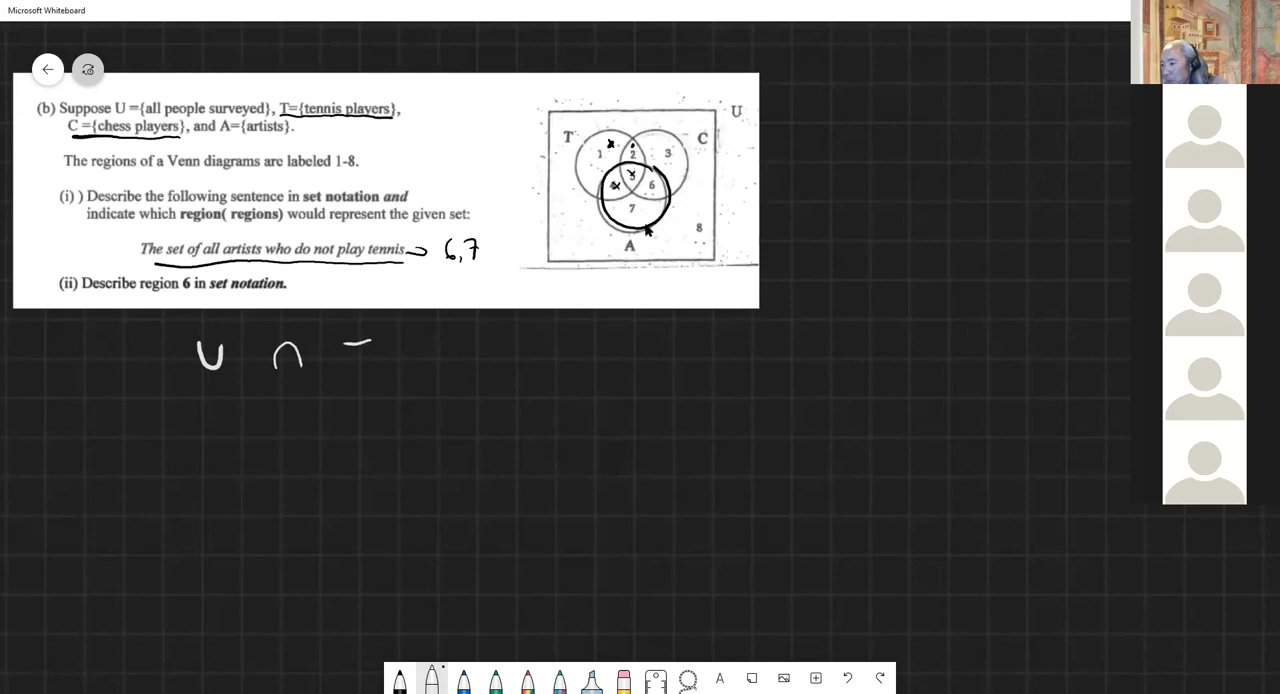 Microsoft Whiteboard
(b) Suppose U ={all people surveyed}, T={tennis players},
C ={chess players}, and A={artists}.
The regions of a Venn diagrams are labeled 1-8.
(i) ) Describe the following sentence in set notation and
indicate which region( regions) would represent the given set:
The set of all artists who do not play tennis 6,7
(ii) Describe region 6 in set notation.
U
T
C
1
2
3
4
5
6
7
8
A
∪ ∩ −
A